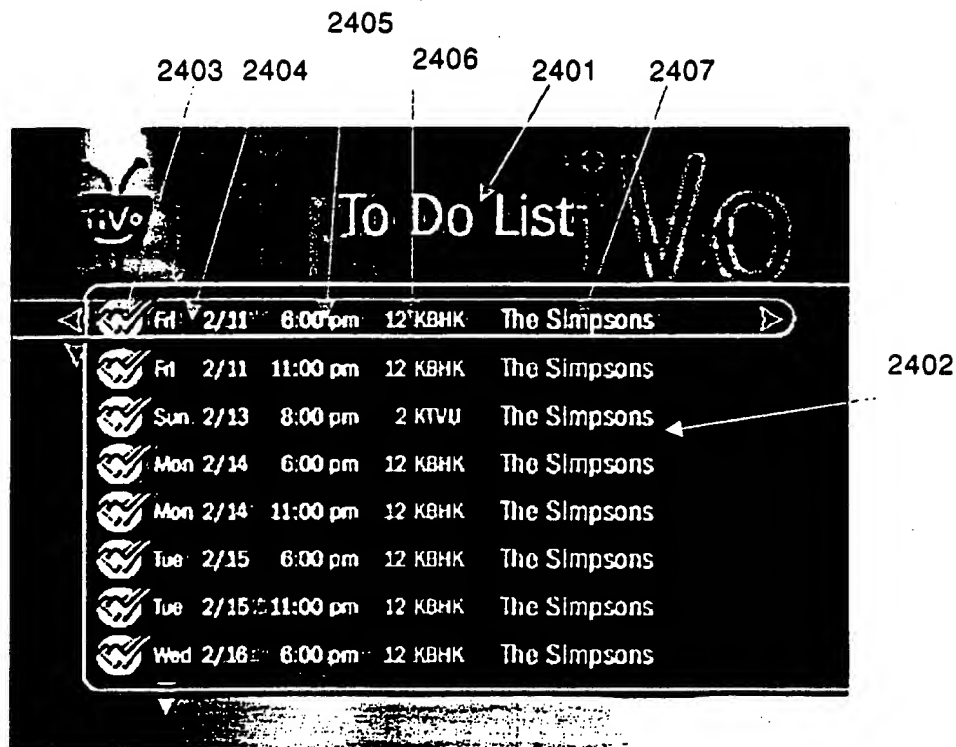 2405
2403 2404 2406 2401 2407
TiVo
To Do List
TiVo
Fri 2/11 6:00 pm 12 KBHK The Simpsons
Fri 2/11 11:00 pm 12 KBHK The Simpsons
2402
Sun 2/13 8:00 pm 2 KTVU The Simpsons
Mon 2/14 6:00 pm 12 KBHK The Simpsons
Mon 2/14 11:00 pm 12 KBHK The Simpsons
Tue 2/15 6:00 pm 12 KBHK The Simpsons
Tue 2/15 11:00 pm 12 KBHK The Simpsons
Wed 2/16 6:00 pm 12 KBHK The Simpsons